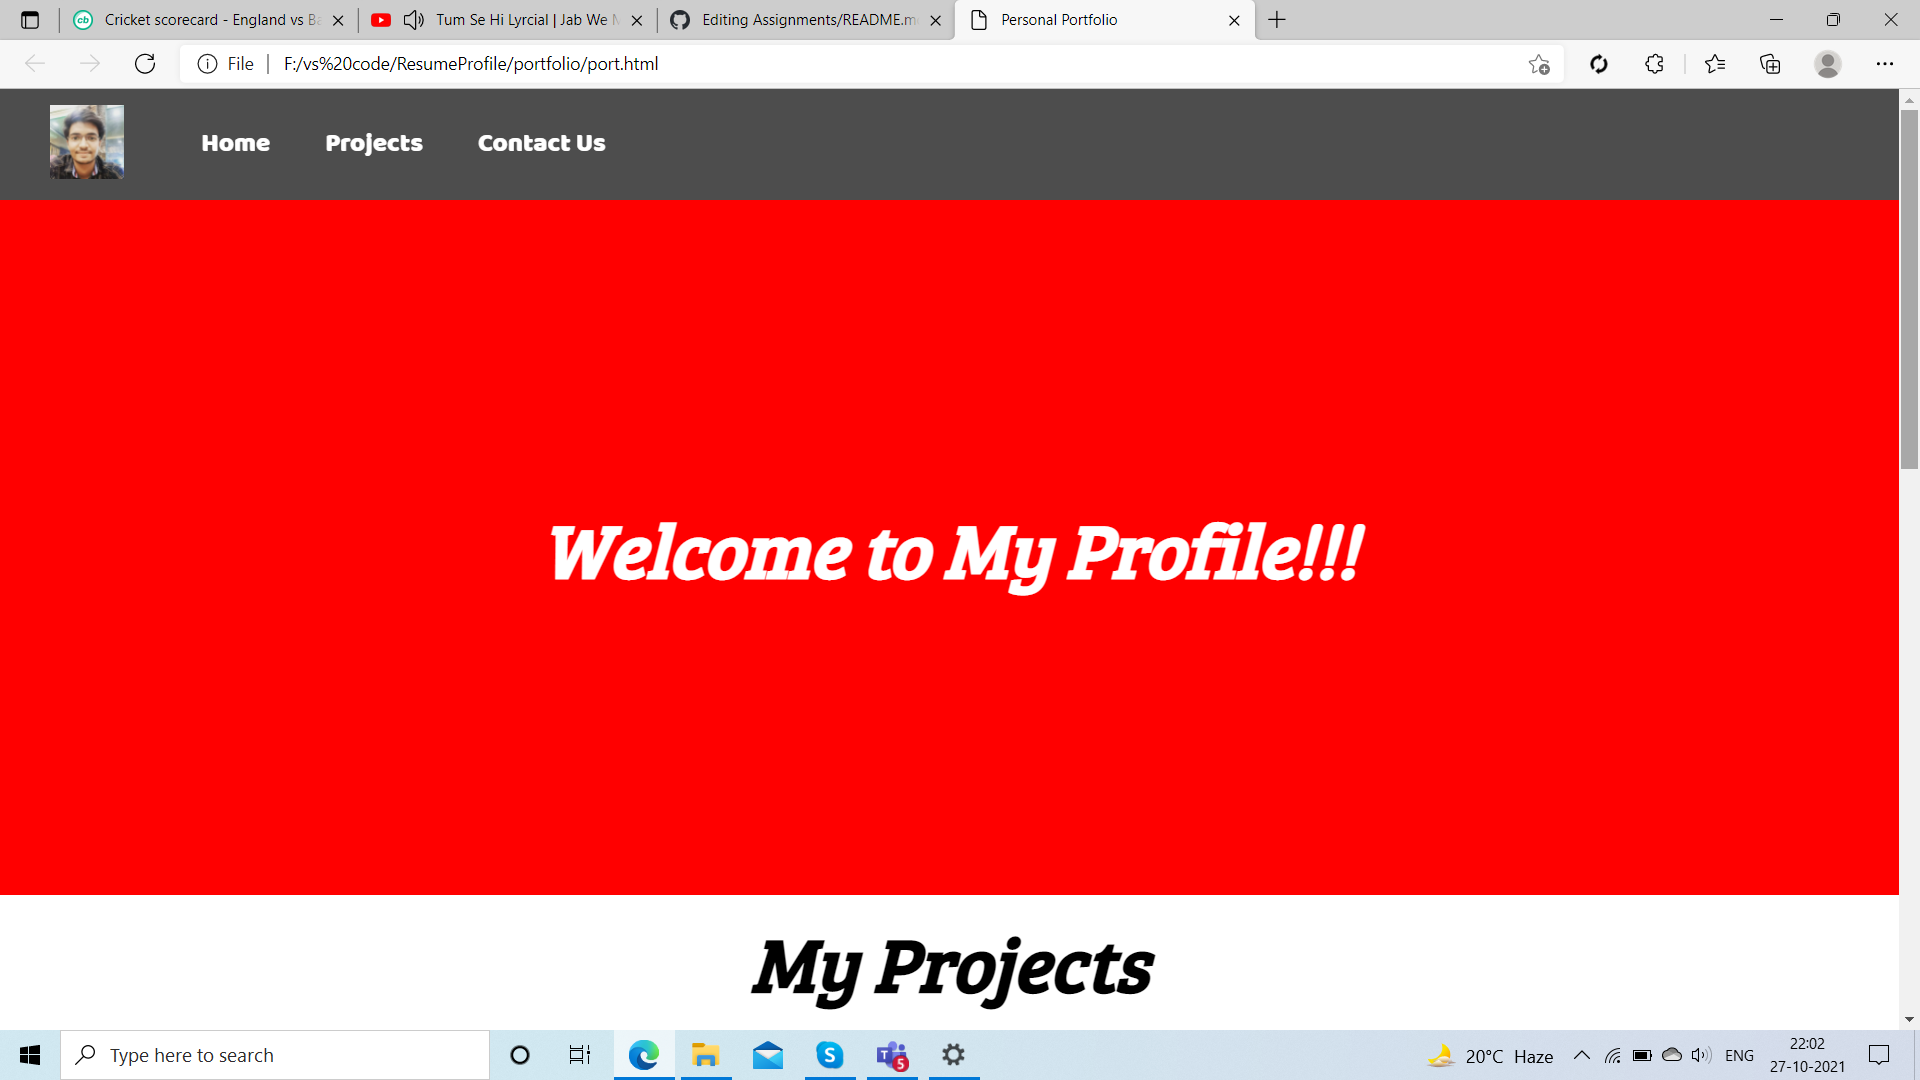 Cricket scorecard - England vs Ba
Tum Se Hi Lyrcial | Jab We M
Editing Assignments/README.m
Personal Portfolio
File
F:/vs%20code/ResumeProfile/portfolio/port.html
Home
Projects
Contact Us
Welcome to My Profile!!!
My Projects
Type here to search
S
5
20°C Haze
ENG
22:02
27-10-2021